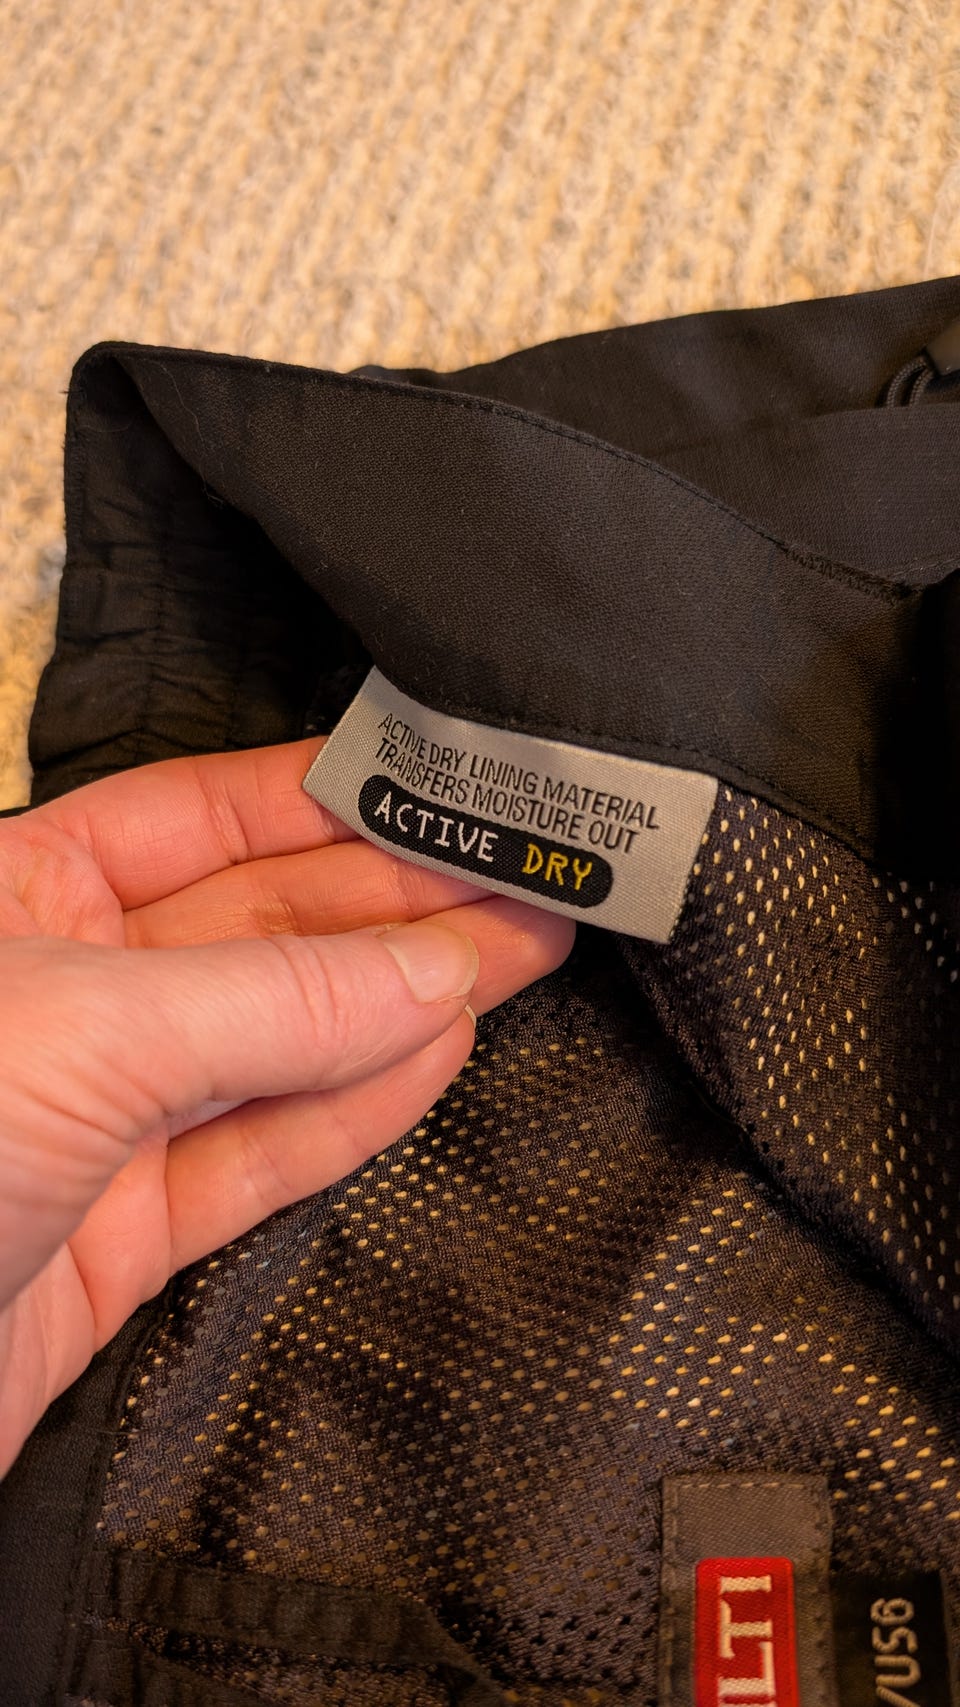 ACTIVE DRY LINING MATERIAL
TRANSFERS MOISTURE OUT
ACTIVE DRY